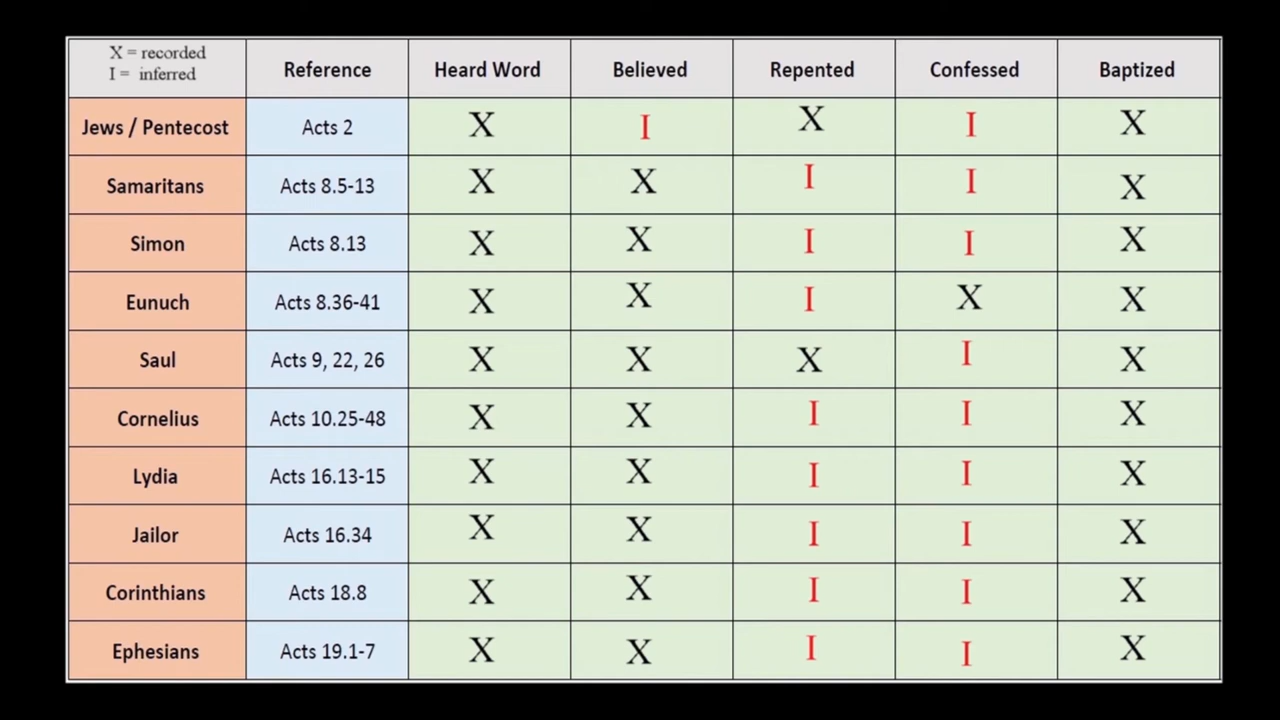 X = recorded
I = inferred
Reference Heard Word Believed Repented Confessed Baptized
Jews / Pentecost Acts 2 X I X I X
Samaritans Acts 8.5-13 X X I I X
Simon Acts 8.13 X X I I X
Eunuch Acts 8.36-41 X X I X X
Saul Acts 9, 22, 26 X X X I X
Cornelius Acts 10.25-48 X X I I X
Lydia Acts 16.13-15 X X I I X
Jailor Acts 16.34 X X I I X
Corinthians Acts 18.8 X X I I X
Ephesians Acts 19.1-7 X X I I X